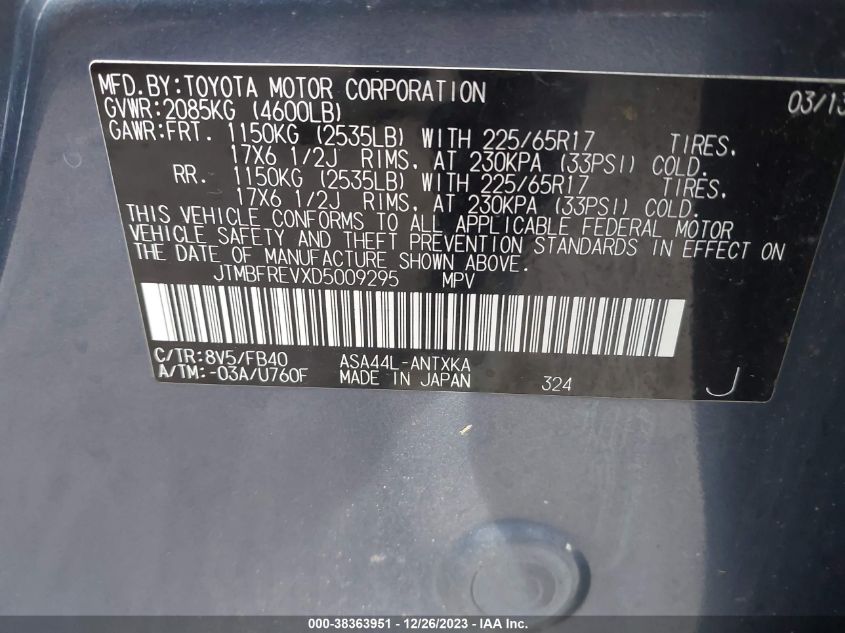 MFD.BY:TOYOTA MOTOR CORPORATION 03/13
GVWR:2085KG (4600LB)
GAWR:FRT. 1150KG (2535LB) WITH 225/65R17 TIRES.
17X6 1/2J RIMS. AT 230KPA (33PSI) COLD.
RR. 1150KG (2535LB) WITH 225/65R17 TIRES.
17X6 1/2J RIMS. AT 230KPA (33PSI) COLD.
THIS VEHICLE CONFORMS TO ALL APPLICABLE FEDERAL MOTOR
VEHICLE SAFETY AND THEFT PREVENTION STANDARDS IN EFFECT ON
THE DATE OF MANUFACTURE SHOWN ABOVE.
JTMBFREVXD5009295 MPV
C/TR:8V5/FB40 ASA44L-ANTXKA
A/TM:-03A/U760F MADE IN JAPAN 324 J
000-38363951 - 12/26/2023 - IAA Inc.